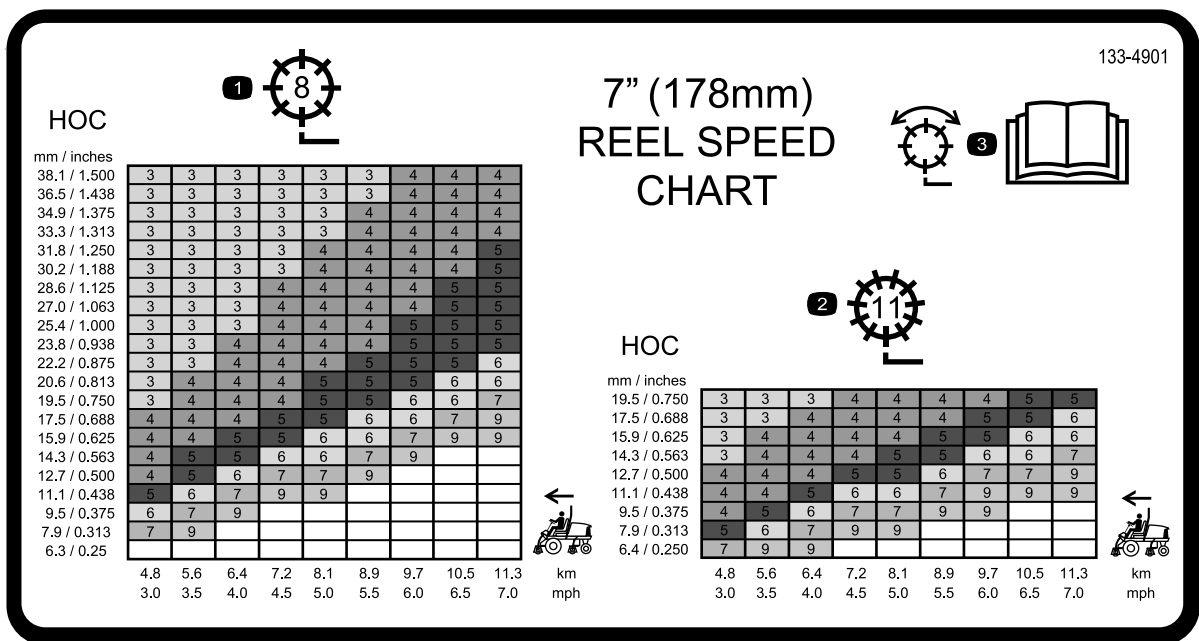 133-4901
7” (178mm)
REEL SPEED
CHART
3
1
8
HOC
mm / inches
38.1 / 1.500 3 3 3 3 3 3 4 4 4
36.5 / 1.438 3 3 3 3 3 3 4 4 4
34.9 / 1.375 3 3 3 3 3 4 4 4 4
33.3 / 1.313 3 3 3 3 3 4 4 4 4
31.8 / 1.250 3 3 3 3 4 4 4 4 5
30.2 / 1.188 3 3 3 3 4 4 4 4 5
28.6 / 1.125 3 3 3 4 4 4 4 5 5
27.0 / 1.063 3 3 3 4 4 4 4 5 5
25.4 / 1.000 3 3 3 4 4 4 5 5 5
23.8 / 0.938 3 3 4 4 4 4 5 5 5
22.2 / 0.875 3 3 4 4 4 5 5 5 6
20.6 / 0.813 3 4 4 4 5 5 5 6 6
19.5 / 0.750 3 4 4 4 5 5 6 6 7
17.5 / 0.688 4 4 4 5 5 6 6 7 9
15.9 / 0.625 4 4 5 5 6 6 7 9 9
14.3 / 0.563 4 5 5 6 6 7 9
12.7 / 0.500 4 5 6 7 7 9
11.1 / 0.438 5 6 7 9 9
9.5 / 0.375 6 7 9
7.9 / 0.313 7 9
6.3 / 0.25
4.8 5.6 6.4 7.2 8.1 8.9 9.7 10.5 11.3 km
3.0 3.5 4.0 4.5 5.0 5.5 6.0 6.5 7.0 mph
2
11
HOC
mm / inches
19.5 / 0.750 3 3 3 4 4 4 4 5 5
17.5 / 0.688 3 3 4 4 4 4 5 5 6
15.9 / 0.625 3 4 4 4 4 5 5 6 6
14.3 / 0.563 3 4 4 4 5 5 6 6 7
12.7 / 0.500 4 4 4 5 5 6 7 7 9
11.1 / 0.438 4 4 5 6 6 7 9 9 9
9.5 / 0.375 4 5 6 7 7 9 9
7.9 / 0.313 5 6 7 9 9
6.4 / 0.250 7 9 9
4.8 5.6 6.4 7.2 8.1 8.9 9.7 10.5 11.3 km
3.0 3.5 4.0 4.5 5.0 5.5 6.0 6.5 7.0 mph